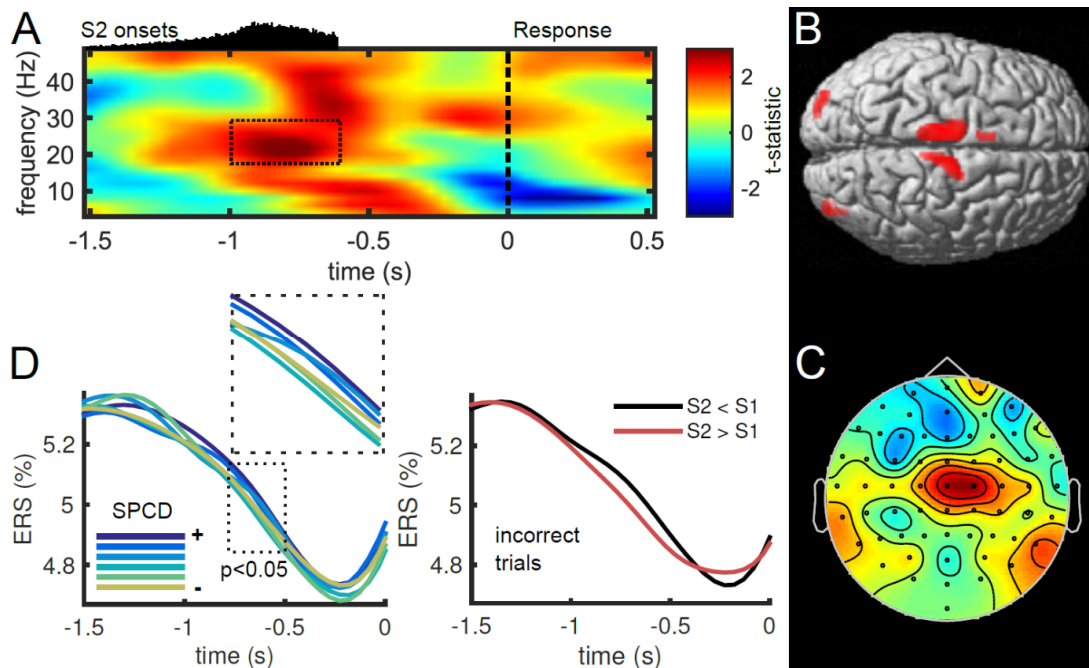 A
S2 onsets
Response
frequency (Hz)
40
30
20
10
-1.5
-1
-0.5
0
0.5
time (s)
2
0
-2
t-statistic
B
C
D
ERS (%)
5.2
5
4.8
SPCD
+
-
p<0.05
-1.5
-1
-0.5
0
time (s)
ERS (%)
5.2
5
4.8
S2 < S1
S2 > S1
incorrect
trials
-1.5
-1
-0.5
0
time (s)